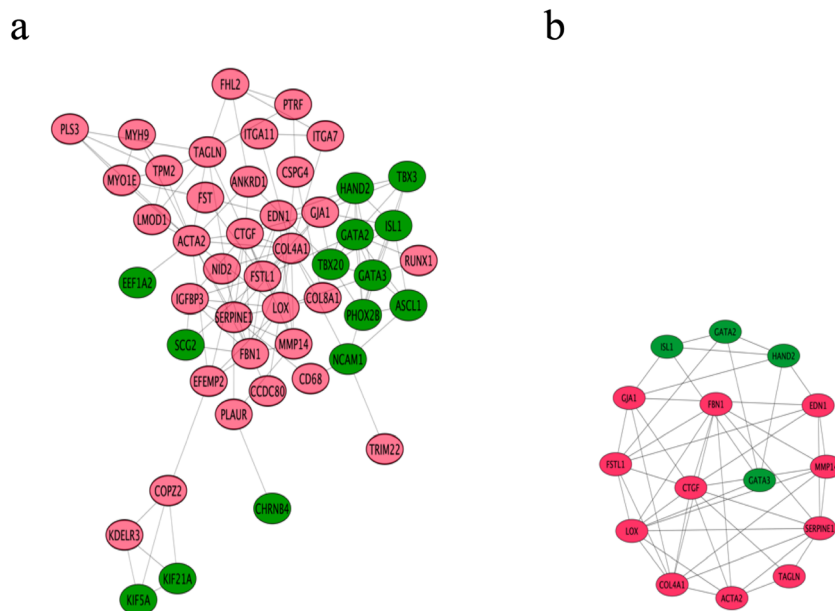 a
b
FHL2
PTRF
PLS3
MYH9
ITGA11
ITGA7
TAGLN
MYO1E
TPM2
ANKRD1
CSPG4
HAND2
TBX3
FST
LMOD1
EDN1
GJA1
ISL1
ACTA2
CTGF
GATA2
COL4A1
NID2
FSTL1
TBX20
GATA3
RUNX1
EEF1A2
IGFBP3
LOX
COL8A1
ASCL1
SERPINE1
PHOX2B
SCG2
FBN1
MMP14
NCAM1
EFEMP2
CCDC80
CD68
PLAUR
TRIM22
COPZ2
CHRNB4
KDELR3
KIF21A
KIF5A
GATA2
ISL1
HAND2
GJA1
FBN1
EDN1
FSTL1
MMP14
GATA3
CTGF
LOX
SERPINE1
COL4A1
TAGLN
ACTA2